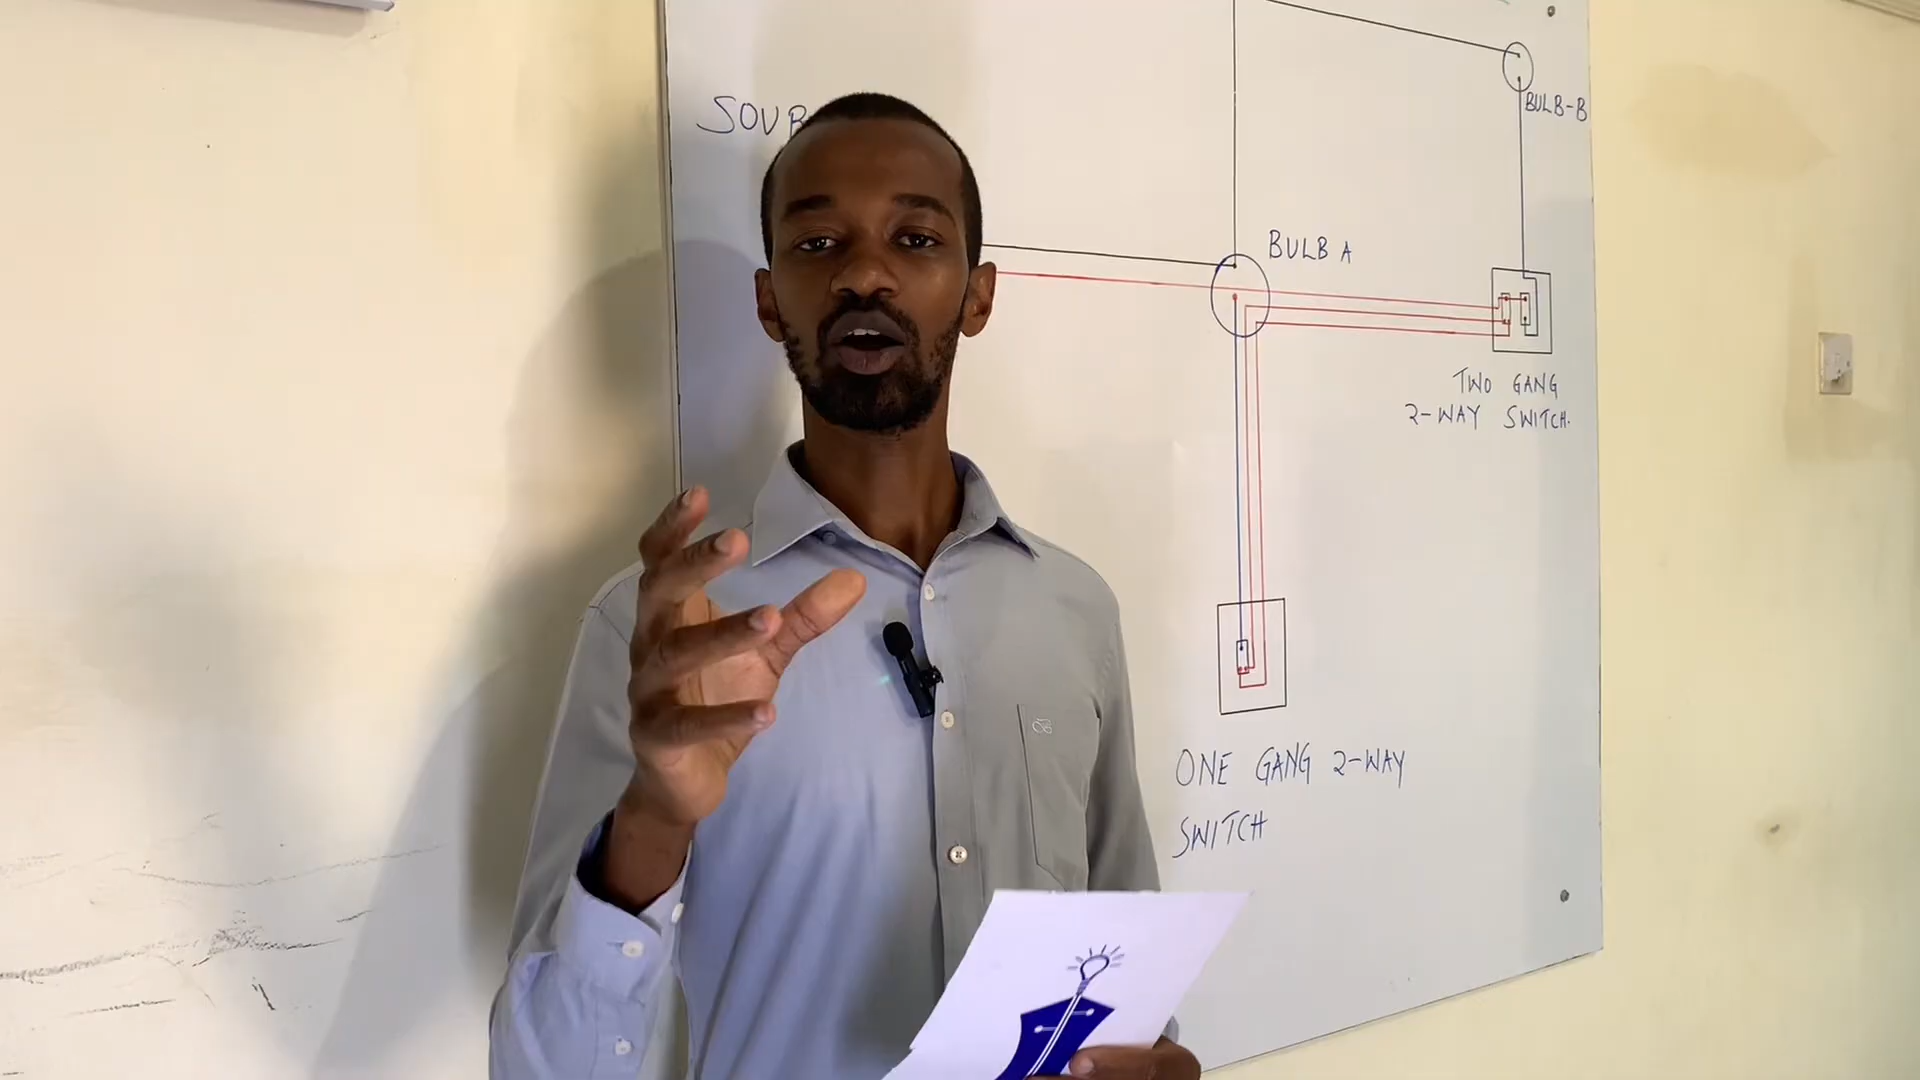 BULB-B
BULB A
TWO GANG
2-WAY SWITCH.
ONE GANG 2-WAY
SWITCH